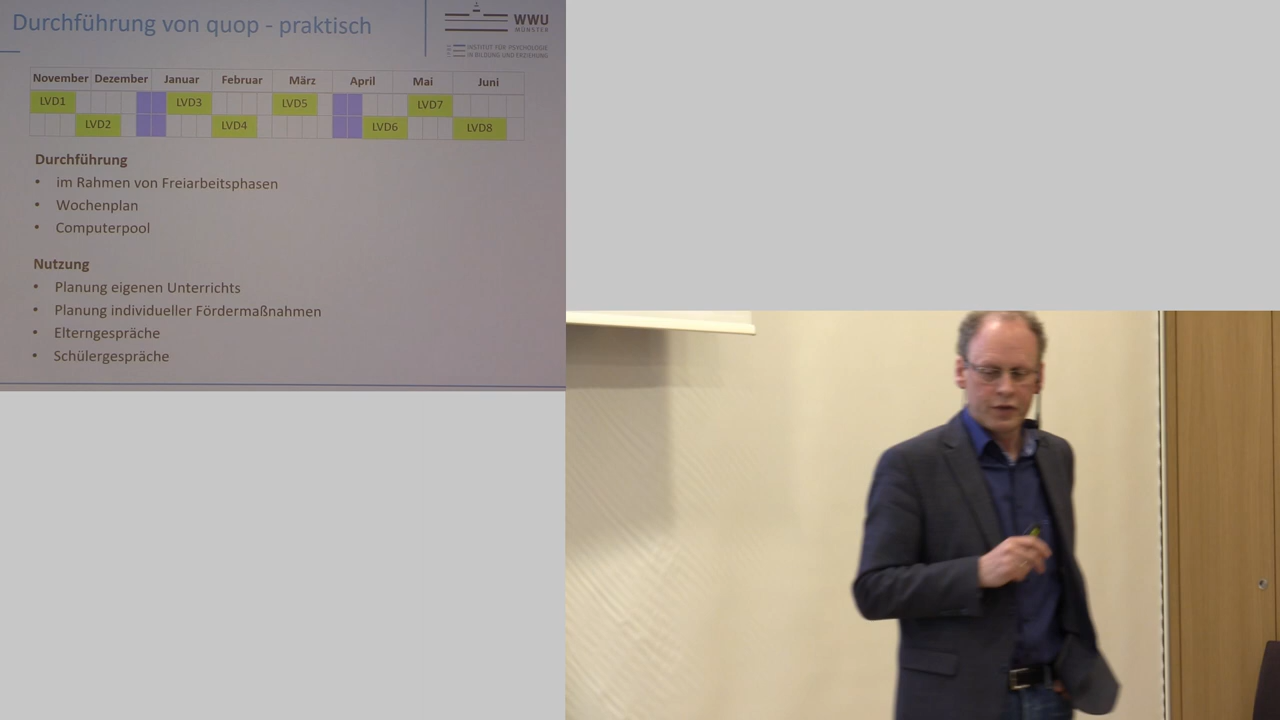 Durchführung von quop - praktisch
WWU
MÜNSTER
INSTITUT FÜR PSYCHOLOGIE
IN BILDUNG UND ERZIEHUNG
November Dezember Januar Februar März April Mai Juni
LVD1 LVD3 LVD5 LVD7
LVD2 LVD4 LVD6 LVD8
Durchführung
• im Rahmen von Freiarbeitsphasen
• Wochenplan
• Computerpool
Nutzung
• Planung eigenen Unterrichts
• Planung individueller Fördermaßnahmen
• Elterngespräche
• Schülergespräche